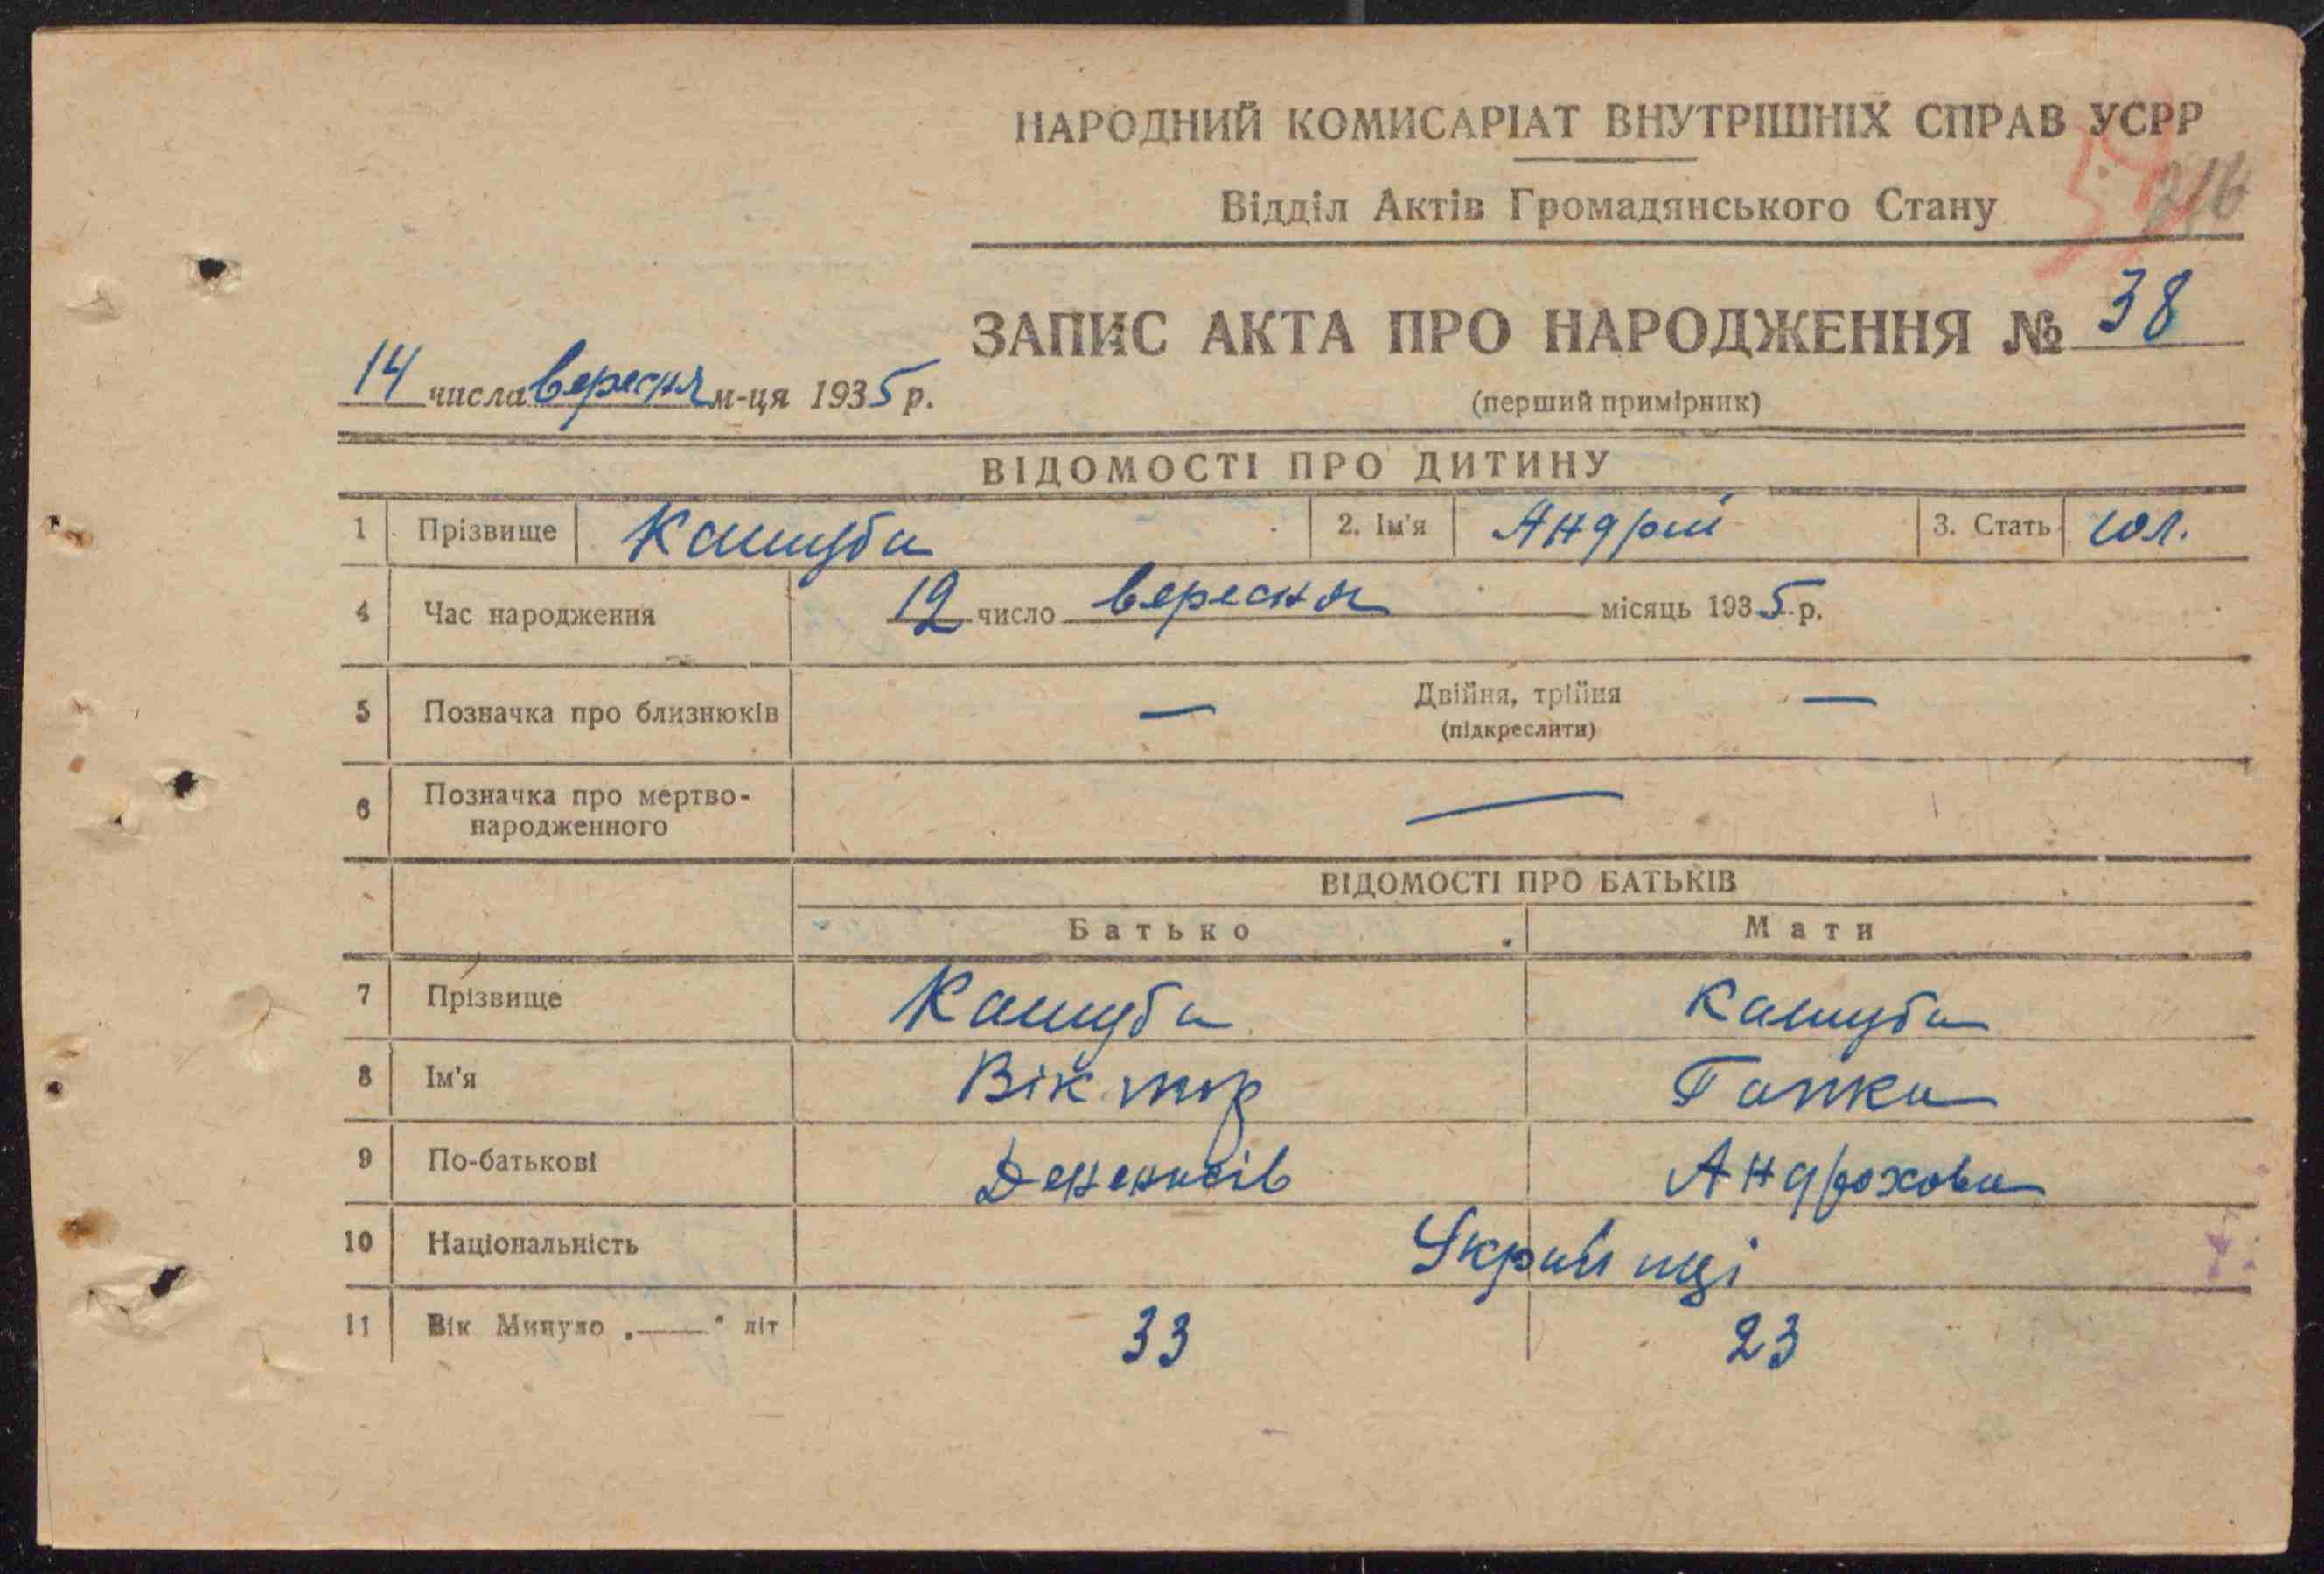 НАРОДНИЙ КОМИСАРІАТ ВНУТРІШНІХ СПРАВ УСРР
Відділ Актів Громадянського Стану
ЗАПИС АКТА ПРО НАРОДЖЕННЯ № 38
14 числа вересня м-ця 1935 р.
(перший примірник)
ВІДОМОСТІ ПРО ДИТИНУ
1 Прізвище Кашуба 2. Ім'я Андрій 3. Стать чол.
4 Час народження 12 число вересня місяць 1935 р.
5 Позначка про близнюків — Двійня, трійня —
(підкреслити)
6 Позначка про мертво-
народженного —
ВІДОМОСТІ ПРО БАТЬКІВ
Батько Мати
7 Прізвище Кашуба Кашуба
8 Ім'я Віктор Гапка
9 По-батькові
10 Національність Українці
11 Вік Минуло „——" літ 33 23